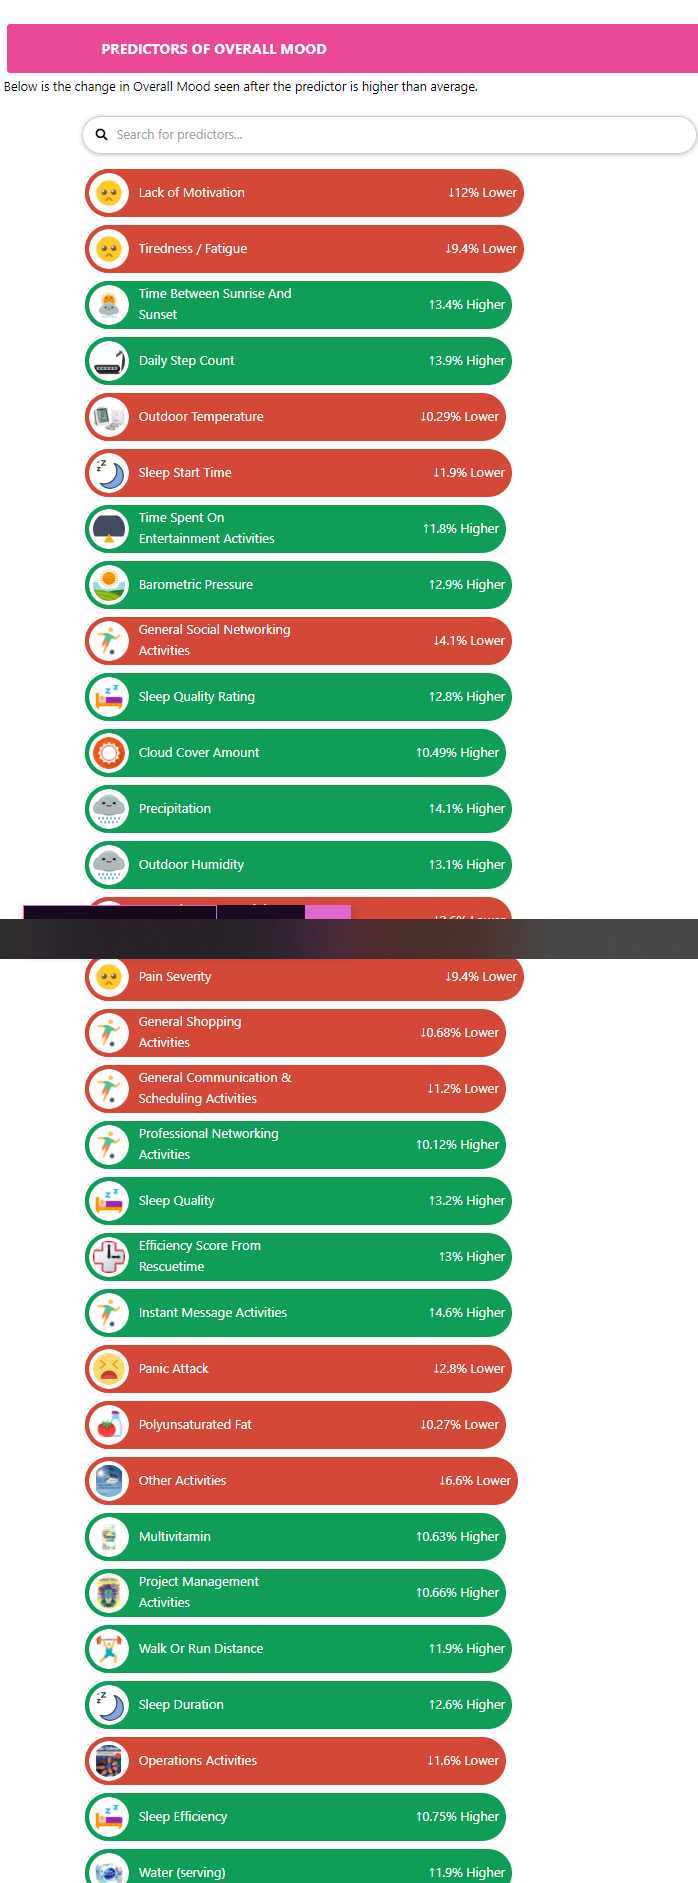 PREDICTORS OF OVERALL MOOD
Below is the change in Overall Mood seen after the predictor is higher than average.
Search for predictors...
Lack of Motivation ↓12% Lower
Tiredness / Fatigue ↓9.4% Lower
Time Between Sunrise And
Sunset ↑3.4% Higher
Daily Step Count ↑3.9% Higher
Outdoor Temperature ↓0.29% Lower
Sleep Start Time ↓1.9% Lower
Time Spent On
Entertainment Activities ↑1.8% Higher
Barometric Pressure ↑2.9% Higher
General Social Networking
Activities ↓4.1% Lower
Sleep Quality Rating ↑2.8% Higher
Cloud Cover Amount ↑0.49% Higher
Precipitation ↑4.1% Higher
Outdoor Humidity ↑3.1% Higher
Pain Severity ↓9.4% Lower
General Shopping
Activities ↓0.68% Lower
General Communication &
Scheduling Activities ↓1.2% Lower
Professional Networking
Activities ↑0.12% Higher
Sleep Quality ↑3.2% Higher
Efficiency Score From
Rescuetime ↑3% Higher
Instant Message Activities ↑4.6% Higher
Panic Attack ↓2.8% Lower
Polyunsaturated Fat ↓0.27% Lower
Other Activities ↓6.6% Lower
Multivitamin ↑0.63% Higher
Project Management
Activities ↑0.66% Higher
Walk Or Run Distance ↑1.9% Higher
Sleep Duration ↑2.6% Higher
Operations Activities ↓1.6% Lower
Sleep Efficiency ↑0.75% Higher
Water (serving) ↑1.9% Higher